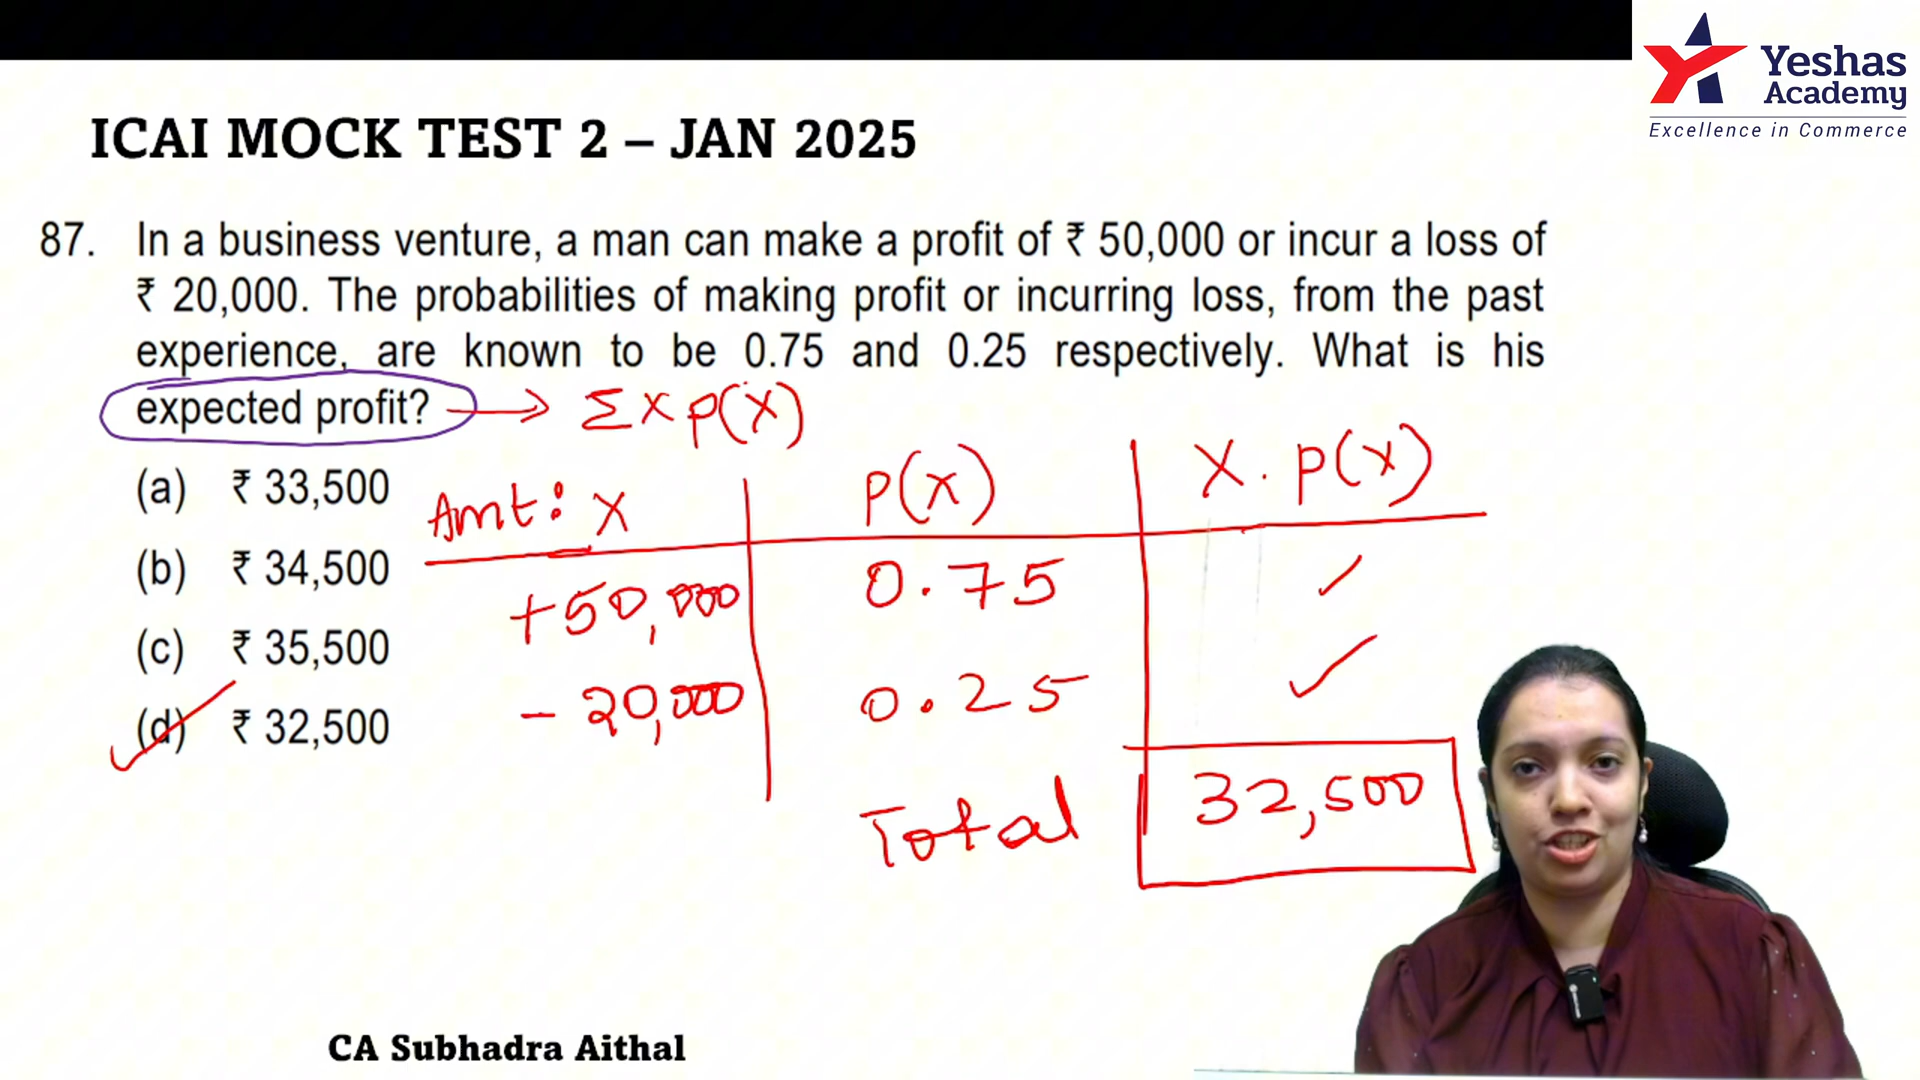 Yeshas
Academy
Excellence in Commerce
ICAI MOCK TEST 2 – JAN 2025
87. In a business venture, a man can make a profit of ₹ 50,000 or incur a loss of
₹ 20,000. The probabilities of making profit or incurring loss, from the past
experience, are known to be 0.75 and 0.25 respectively. What is his
expected profit? → Σ x p(x)
(a) ₹ 33,500
(b) ₹ 34,500
(c) ₹ 35,500
(d) ₹ 32,500
Amt: x p(x) x . p(x)
+50,000 0.75 ✓
- 20,000 0.25 ✓
Total 32,500
CA Subhadra Aithal